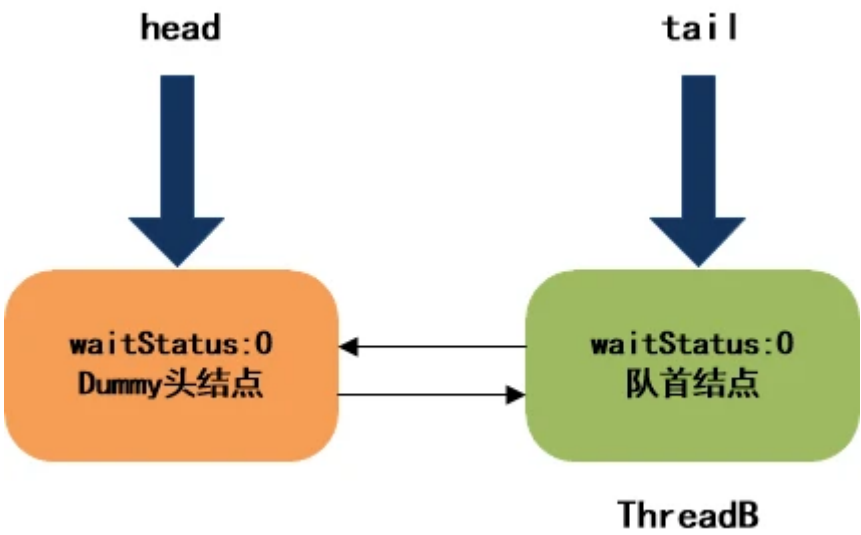 head
tail
waitStatus:0
Dummy头结点
waitStatus:0
队首结点
ThreadB